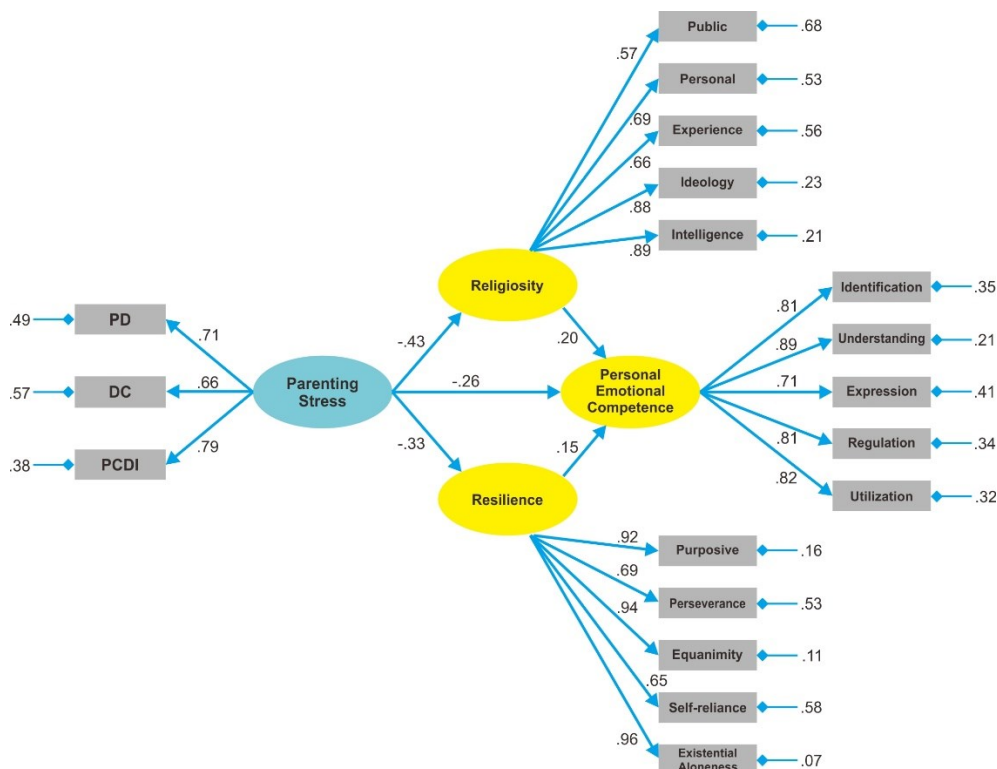 Public
.68
.57
Personal
.53
.69
Experience
.56
.66
Ideology
.23
.88
Intelligence
.21
.89
Religiosity
Identification
.35
.81
Understanding
.21
.89
Expression
.41
.71
Regulation
.34
.81
Utilization
.32
.82
.49
PD
.71
.57
DC
.66
.38
PCDI
.79
Parenting
Stress
-.43
-.26
-.33
.20
.15
Personal
Emotional
Competence
Resilience
.92
Purposive
.16
.69
Perseverance
.53
.94
Equanimity
.11
.65
Self-reliance
.58
.96
Existential
Aloneness
.07